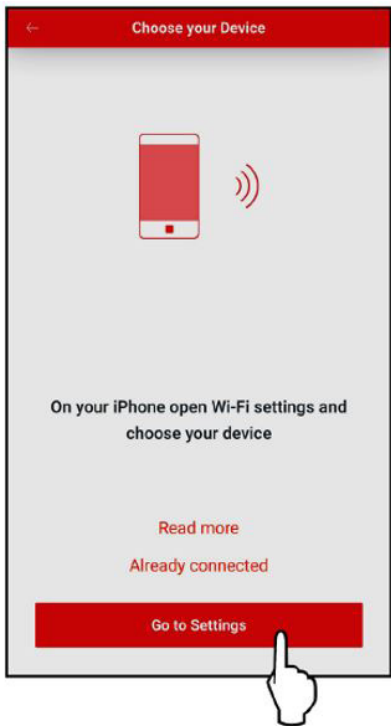 Choose your Device
On your iPhone open Wi-Fi settings and
choose your device
Read more
Already connected
Go to Settings